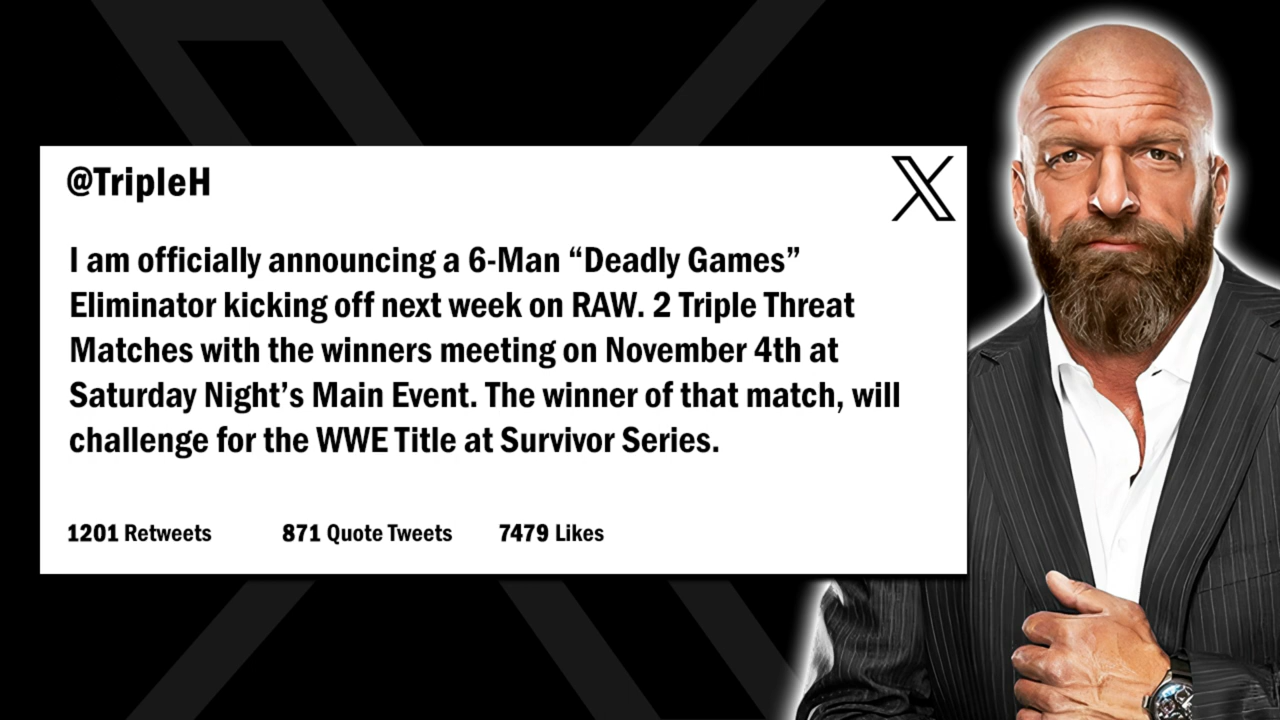 @TripleH
I am officially announcing a 6-Man “Deadly Games”
Eliminator kicking off next week on RAW. 2 Triple Threat
Matches with the winners meeting on November 4th at
Saturday Night’s Main Event. The winner of that match, will
challenge for the WWE Title at Survivor Series.
1201 Retweets 871 Quote Tweets 7479 Likes